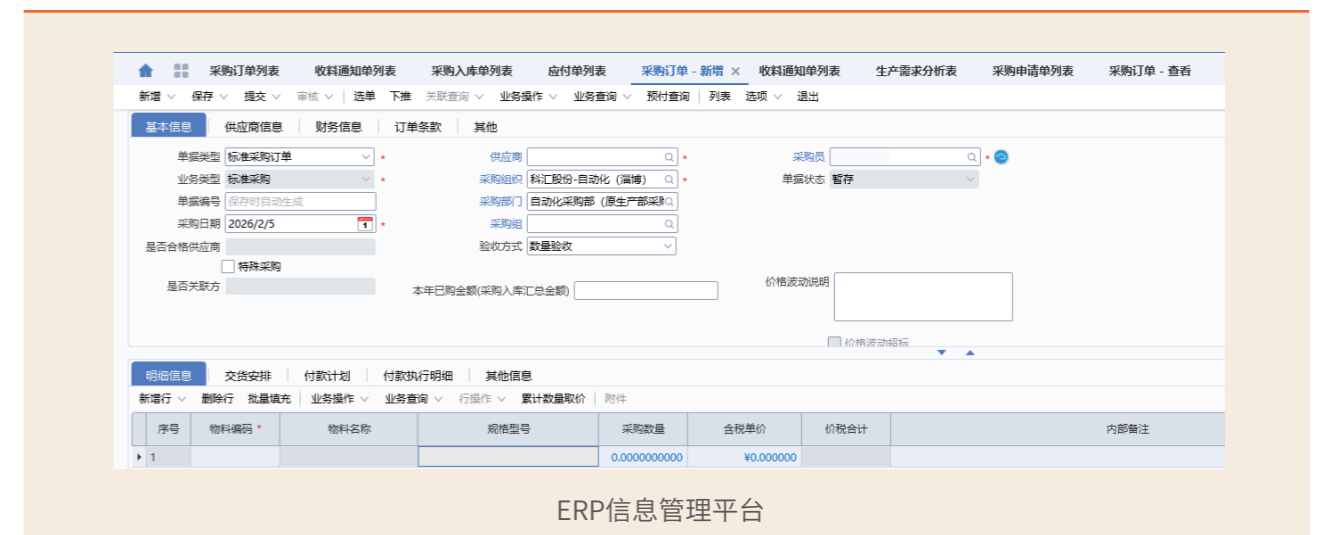 采购订单列表 收料通知单列表 采购入库单列表 应付单列表 采购订单 - 新增 × 收料通知单列表 生产需求分析表 采购申请单列表 采购订单 - 查看
新增 保存 提交 审核 选单 下推 关联查询 业务操作 业务查询 预付查询 列表 选项 退出
基本信息 供应商信息 财务信息 订单条款 其他
单据类型 标准采购订单 * 供应商 * 采购员 *
业务类型 标准采购 * 采购组织 科汇股份-自动化（淄博） * 单据状态 暂存
单据编号 保存时自动生成 采购部门 自动化采购部（原生产部采
采购日期 2026/2/5 1 * 采购组
是否合格供应商 验收方式 数量验收
特殊采购
是否关联方 本年已购金额(采购入库汇总金额) 价格波动说明
价格波动超标
明细信息 交货安排 付款计划 付款执行明细 其他信息
新增行 删除行 批量填充 业务操作 业务查询 行操作 累计数量取价 附件
序号 物料编码 * 物料名称 规格型号 采购数量 含税单价 价税合计 内部备注
1 0.0000000000 ¥0.000000
ERP信息管理平台